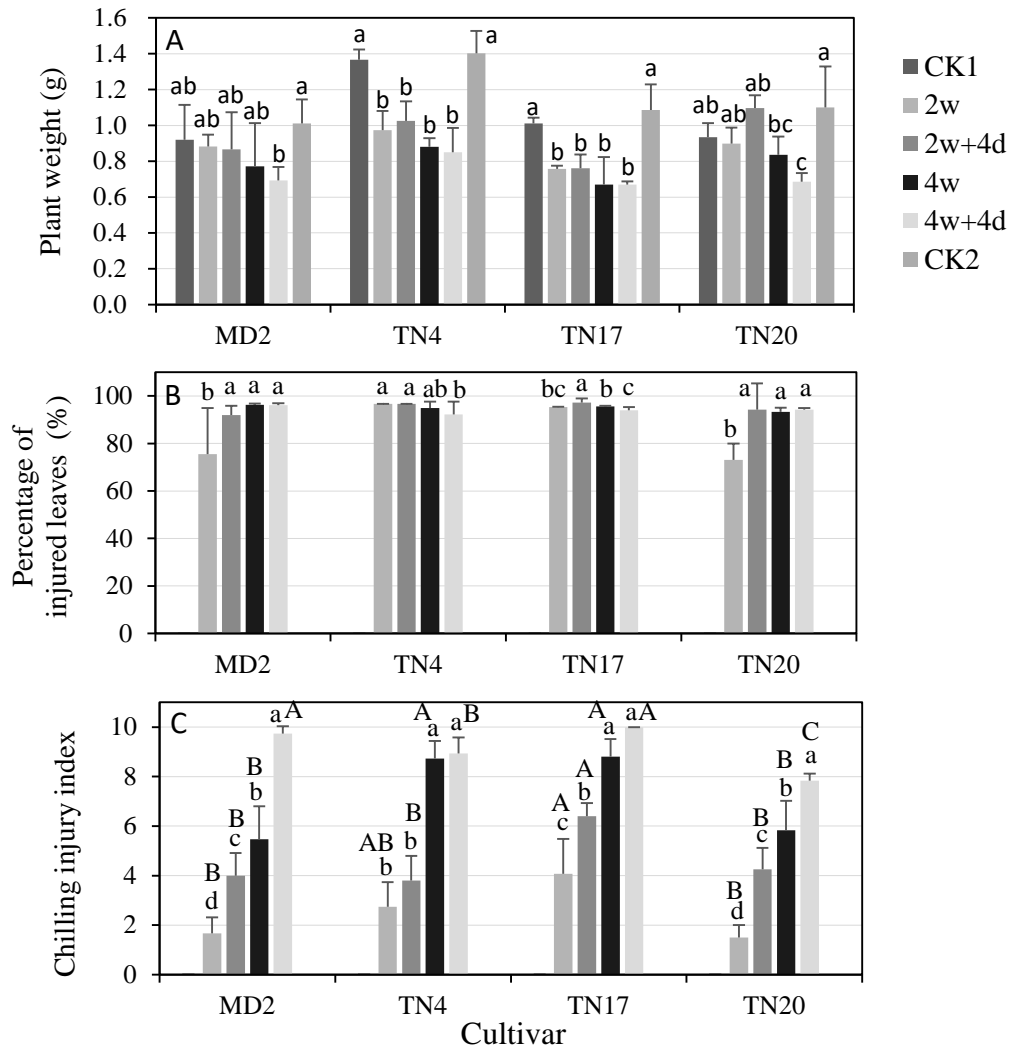 A
Plant weight (g)
1.6
1.4
1.2
1.0
0.8
0.6
0.4
0.2
0.0
ab ab ab ab b a
a b b b b a
a b b b b a
ab ab ab bc c a
MD2 TN4 TN17 TN20
CK1
2w
2w+4d
4w
4w+4d
CK2
B
Percentage of
injured leaves (%)
100
80
60
40
20
0
b a a a
a a ab b
bc a b c
b a a a
MD2 TN4 TN17 TN20
C
Chilling injury index
10
8
6
4
2
0
B B B A
d c b a
AB B A B
b b a a
A A A A
c b a a
B B B C
d c b a
MD2 TN4 TN17 TN20
Cultivar